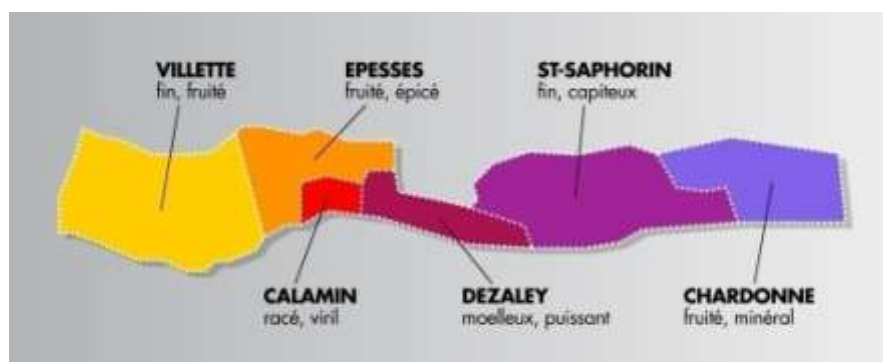 VILLETTE
fin, fruité
EPESSES
fruité, épicé
ST-SAPHORIN
fin, capiteux
CALAMIN
racé, viril
DEZALEY
moelleux, puissant
CHARDONNE
fruité, minéral